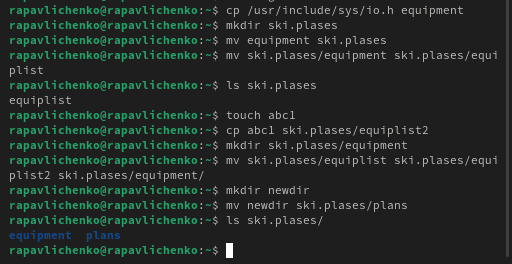 rapavlichenko@rapavlichenko:~$ cp /usr/include/sys/io.h equipment
rapavlichenko@rapavlichenko:~$ mkdir ski.plases
rapavlichenko@rapavlichenko:~$ mv equipment ski.plases
rapavlichenko@rapavlichenko:~$ mv ski.plases/equipment ski.plases/equi
plist
rapavlichenko@rapavlichenko:~$ ls ski.plases
equiplist
rapavlichenko@rapavlichenko:~$ touch abc1
rapavlichenko@rapavlichenko:~$ cp abc1 ski.plases/equiplist2
rapavlichenko@rapavlichenko:~$ mkdir ski.plases/equipment
rapavlichenko@rapavlichenko:~$ mv ski.plases/equiplist ski.plases/equi
plist2 ski.plases/equipment/
rapavlichenko@rapavlichenko:~$ mkdir newdir
rapavlichenko@rapavlichenko:~$ mv newdir ski.plases/plans
rapavlichenko@rapavlichenko:~$ ls ski.plases/
equipment  plans
rapavlichenko@rapavlichenko:~$